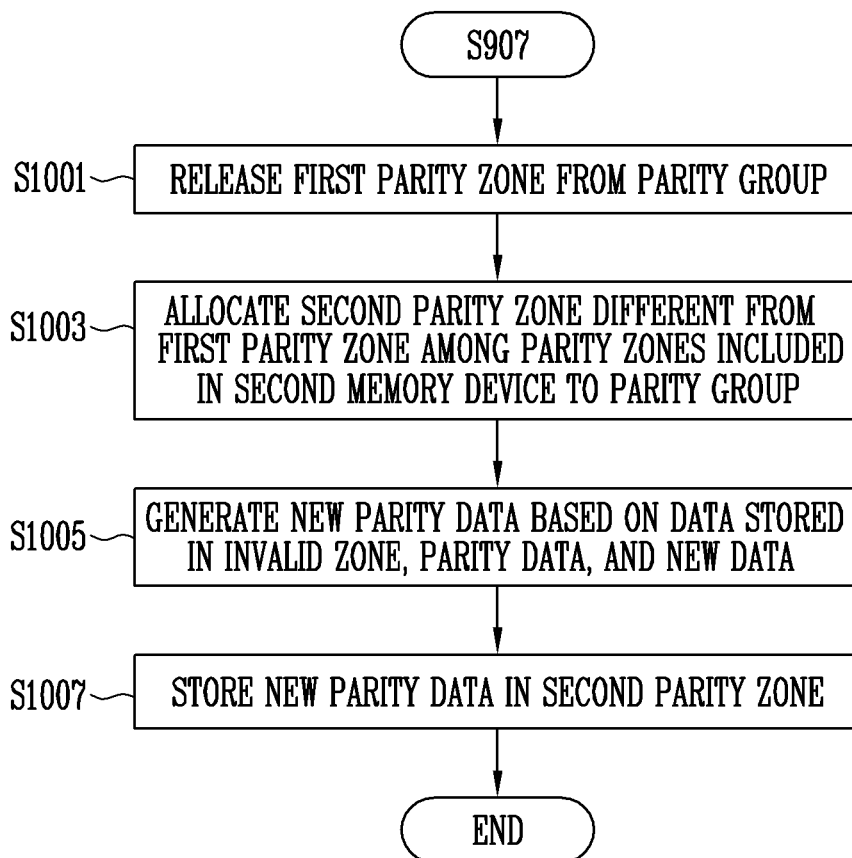 S907
S1001
RELEASE FIRST PARITY ZONE FROM PARITY GROUP
S1003
ALLOCATE SECOND PARITY ZONE DIFFERENT FROM
FIRST PARITY ZONE AMONG PARITY ZONES INCLUDED
IN SECOND MEMORY DEVICE TO PARITY GROUP
S1005
GENERATE NEW PARITY DATA BASED ON DATA STORED
IN INVALID ZONE, PARITY DATA, AND NEW DATA
S1007
STORE NEW PARITY DATA IN SECOND PARITY ZONE
END